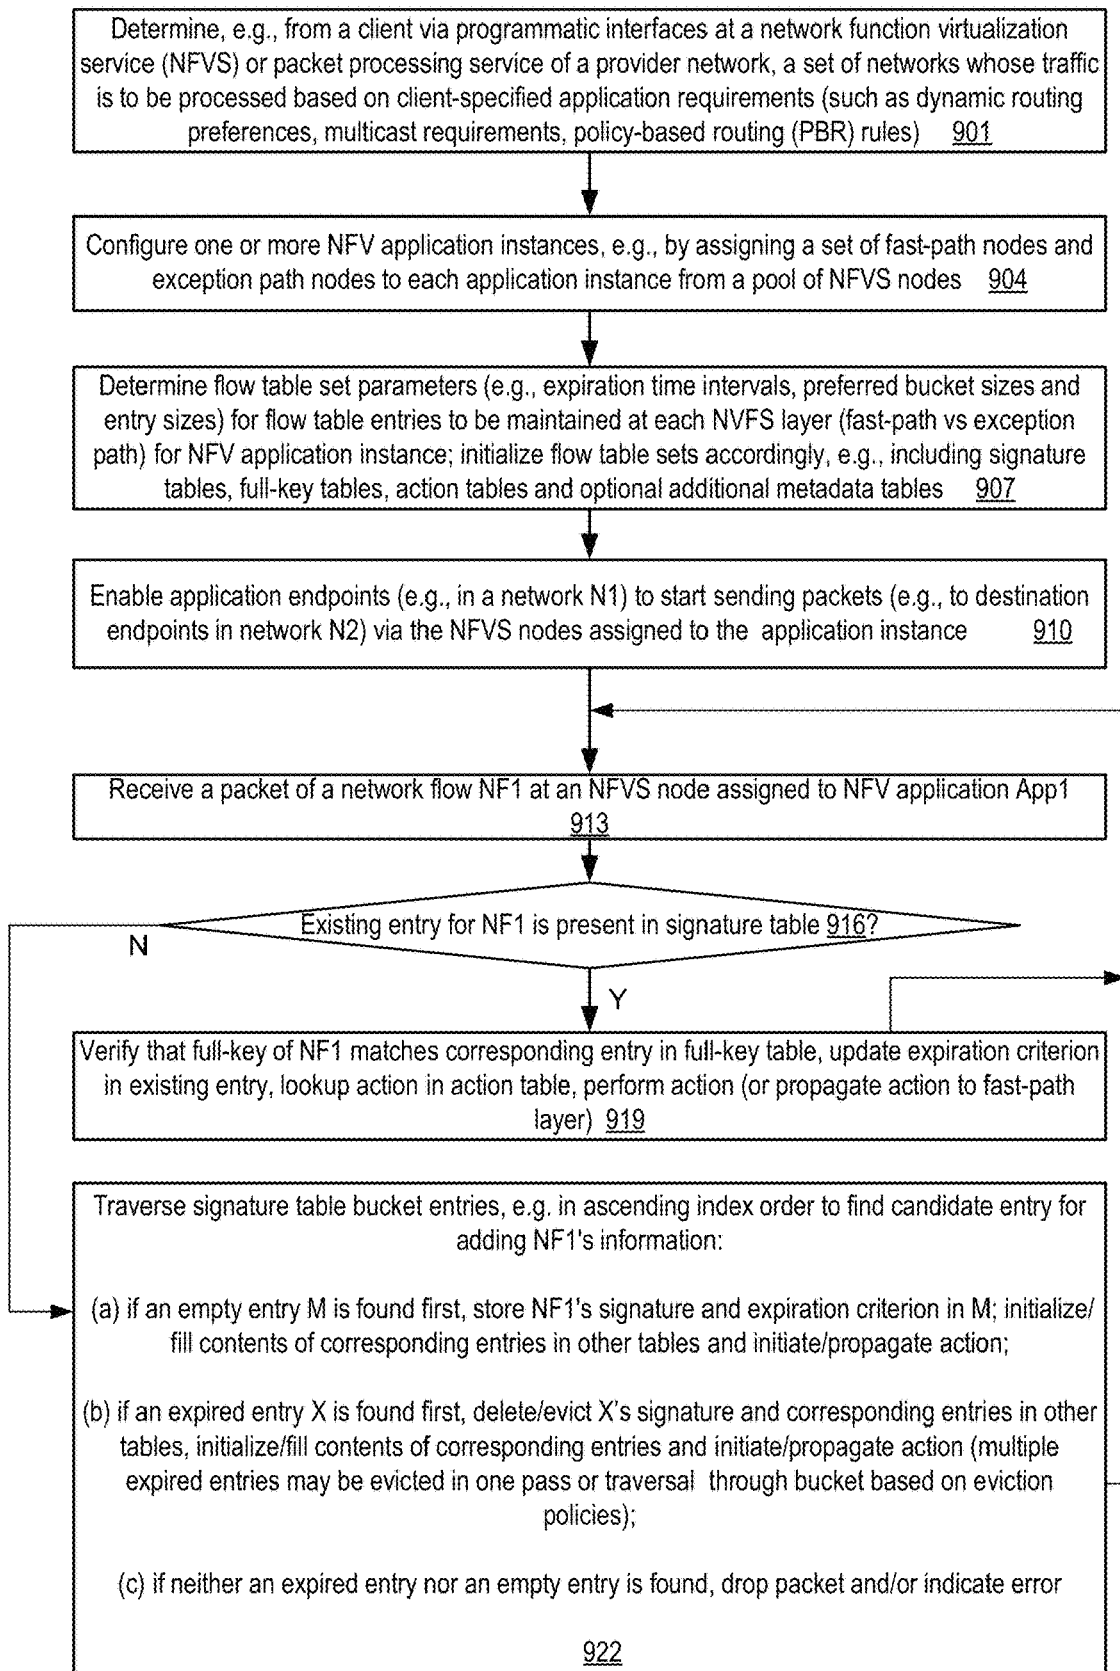 Determine, e.g., from a client via programmatic interfaces at a network function virtualization
service (NFVS) or packet processing service of a provider network, a set of networks whose traffic
is to be processed based on client-specified application requirements (such as dynamic routing
preferences, multicast requirements, policy-based routing (PBR) rules) 901
Configure one or more NFV application instances, e.g., by assigning a set of fast-path nodes and
exception path nodes to each application instance from a pool of NFVS nodes 904
Determine flow table set parameters (e.g., expiration time intervals, preferred bucket sizes and
entry sizes) for flow table entries to be maintained at each NVFS layer (fast-path vs exception
path) for NFV application instance; initialize flow table sets accordingly, e.g., including signature
tables, full-key tables, action tables and optional additional metadata tables 907
Enable application endpoints (e.g., in a network N1) to start sending packets (e.g., to destination
endpoints in network N2) via the NFVS nodes assigned to the application instance 910
Receive a packet of a network flow NF1 at an NFVS node assigned to NFV application App1
913
Existing entry for NF1 is present in signature table 916?
N
Y
Verify that full-key of NF1 matches corresponding entry in full-key table, update expiration criterion
in existing entry, lookup action in action table, perform action (or propagate action to fast-path
layer) 919
Traverse signature table bucket entries, e.g. in ascending index order to find candidate entry for
adding NF1's information:
(a) if an empty entry M is found first, store NF1's signature and expiration criterion in M; initialize/
fill contents of corresponding entries in other tables and initiate/propagate action;
(b) if an expired entry X is found first, delete/evict X's signature and corresponding entries in other
tables, initialize/fill contents of corresponding entries and initiate/propagate action (multiple
expired entries may be evicted in one pass or traversal through bucket based on eviction
policies);
(c) if neither an expired entry nor an empty entry is found, drop packet and/or indicate error
922